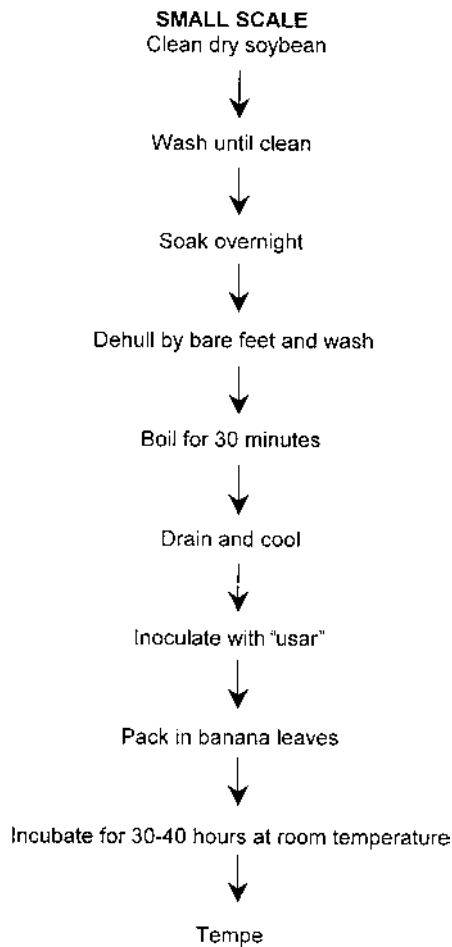 SMALL SCALE
Clean dry soybean
Wash until clean
Soak overnight
Dehull by bare feet and wash
Boil for 30 minutes
Drain and cool
Inoculate with “usar”
Pack in banana leaves
Incubate for 30-40 hours at room temperature
Tempe